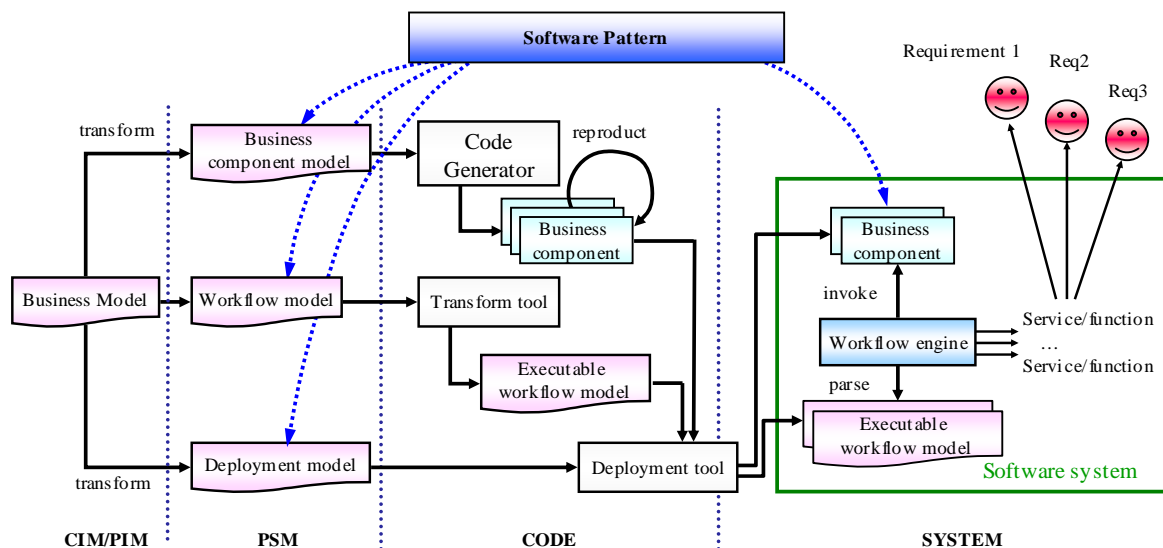 Software Pattern
Requirement 1
Req2
Req3
transform
Business
component model
Code
Generator
reproduct
Business
component
Business
component
Business Model
Workflow model
Transform tool
invoke
Workflow engine
Service/function
...
Service/function
parse
Executable
workflow model
Executable
workflow model
transform
Deployment model
Deployment tool
Software system
CIM/PIM
PSM
CODE
SYSTEM